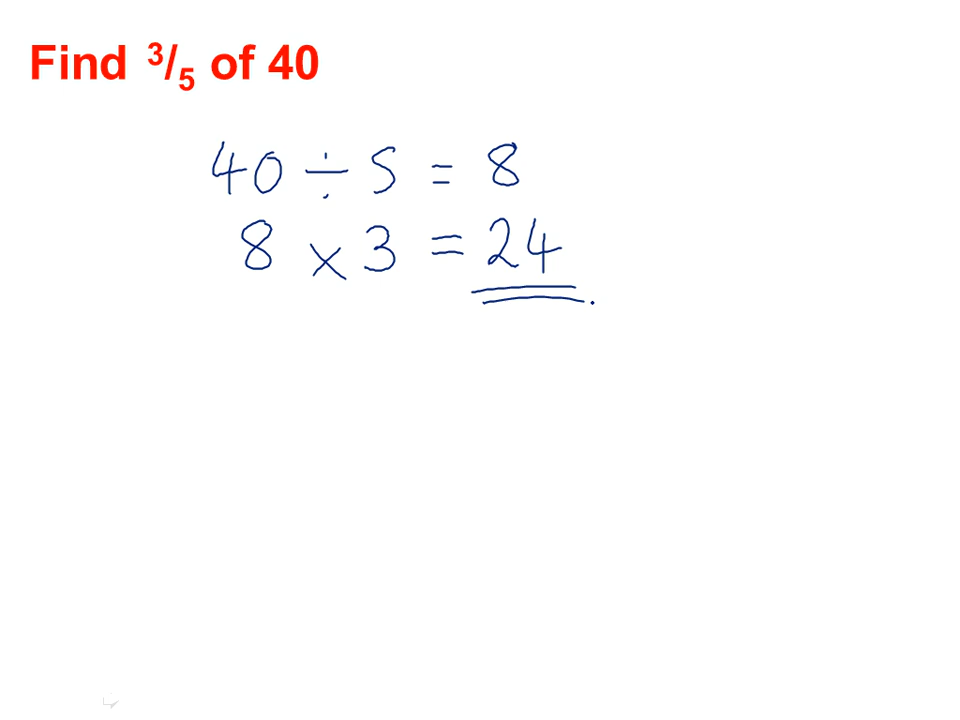 Find 3/5 of 40
40 ÷ 5 = 8
8 × 3 = 24.